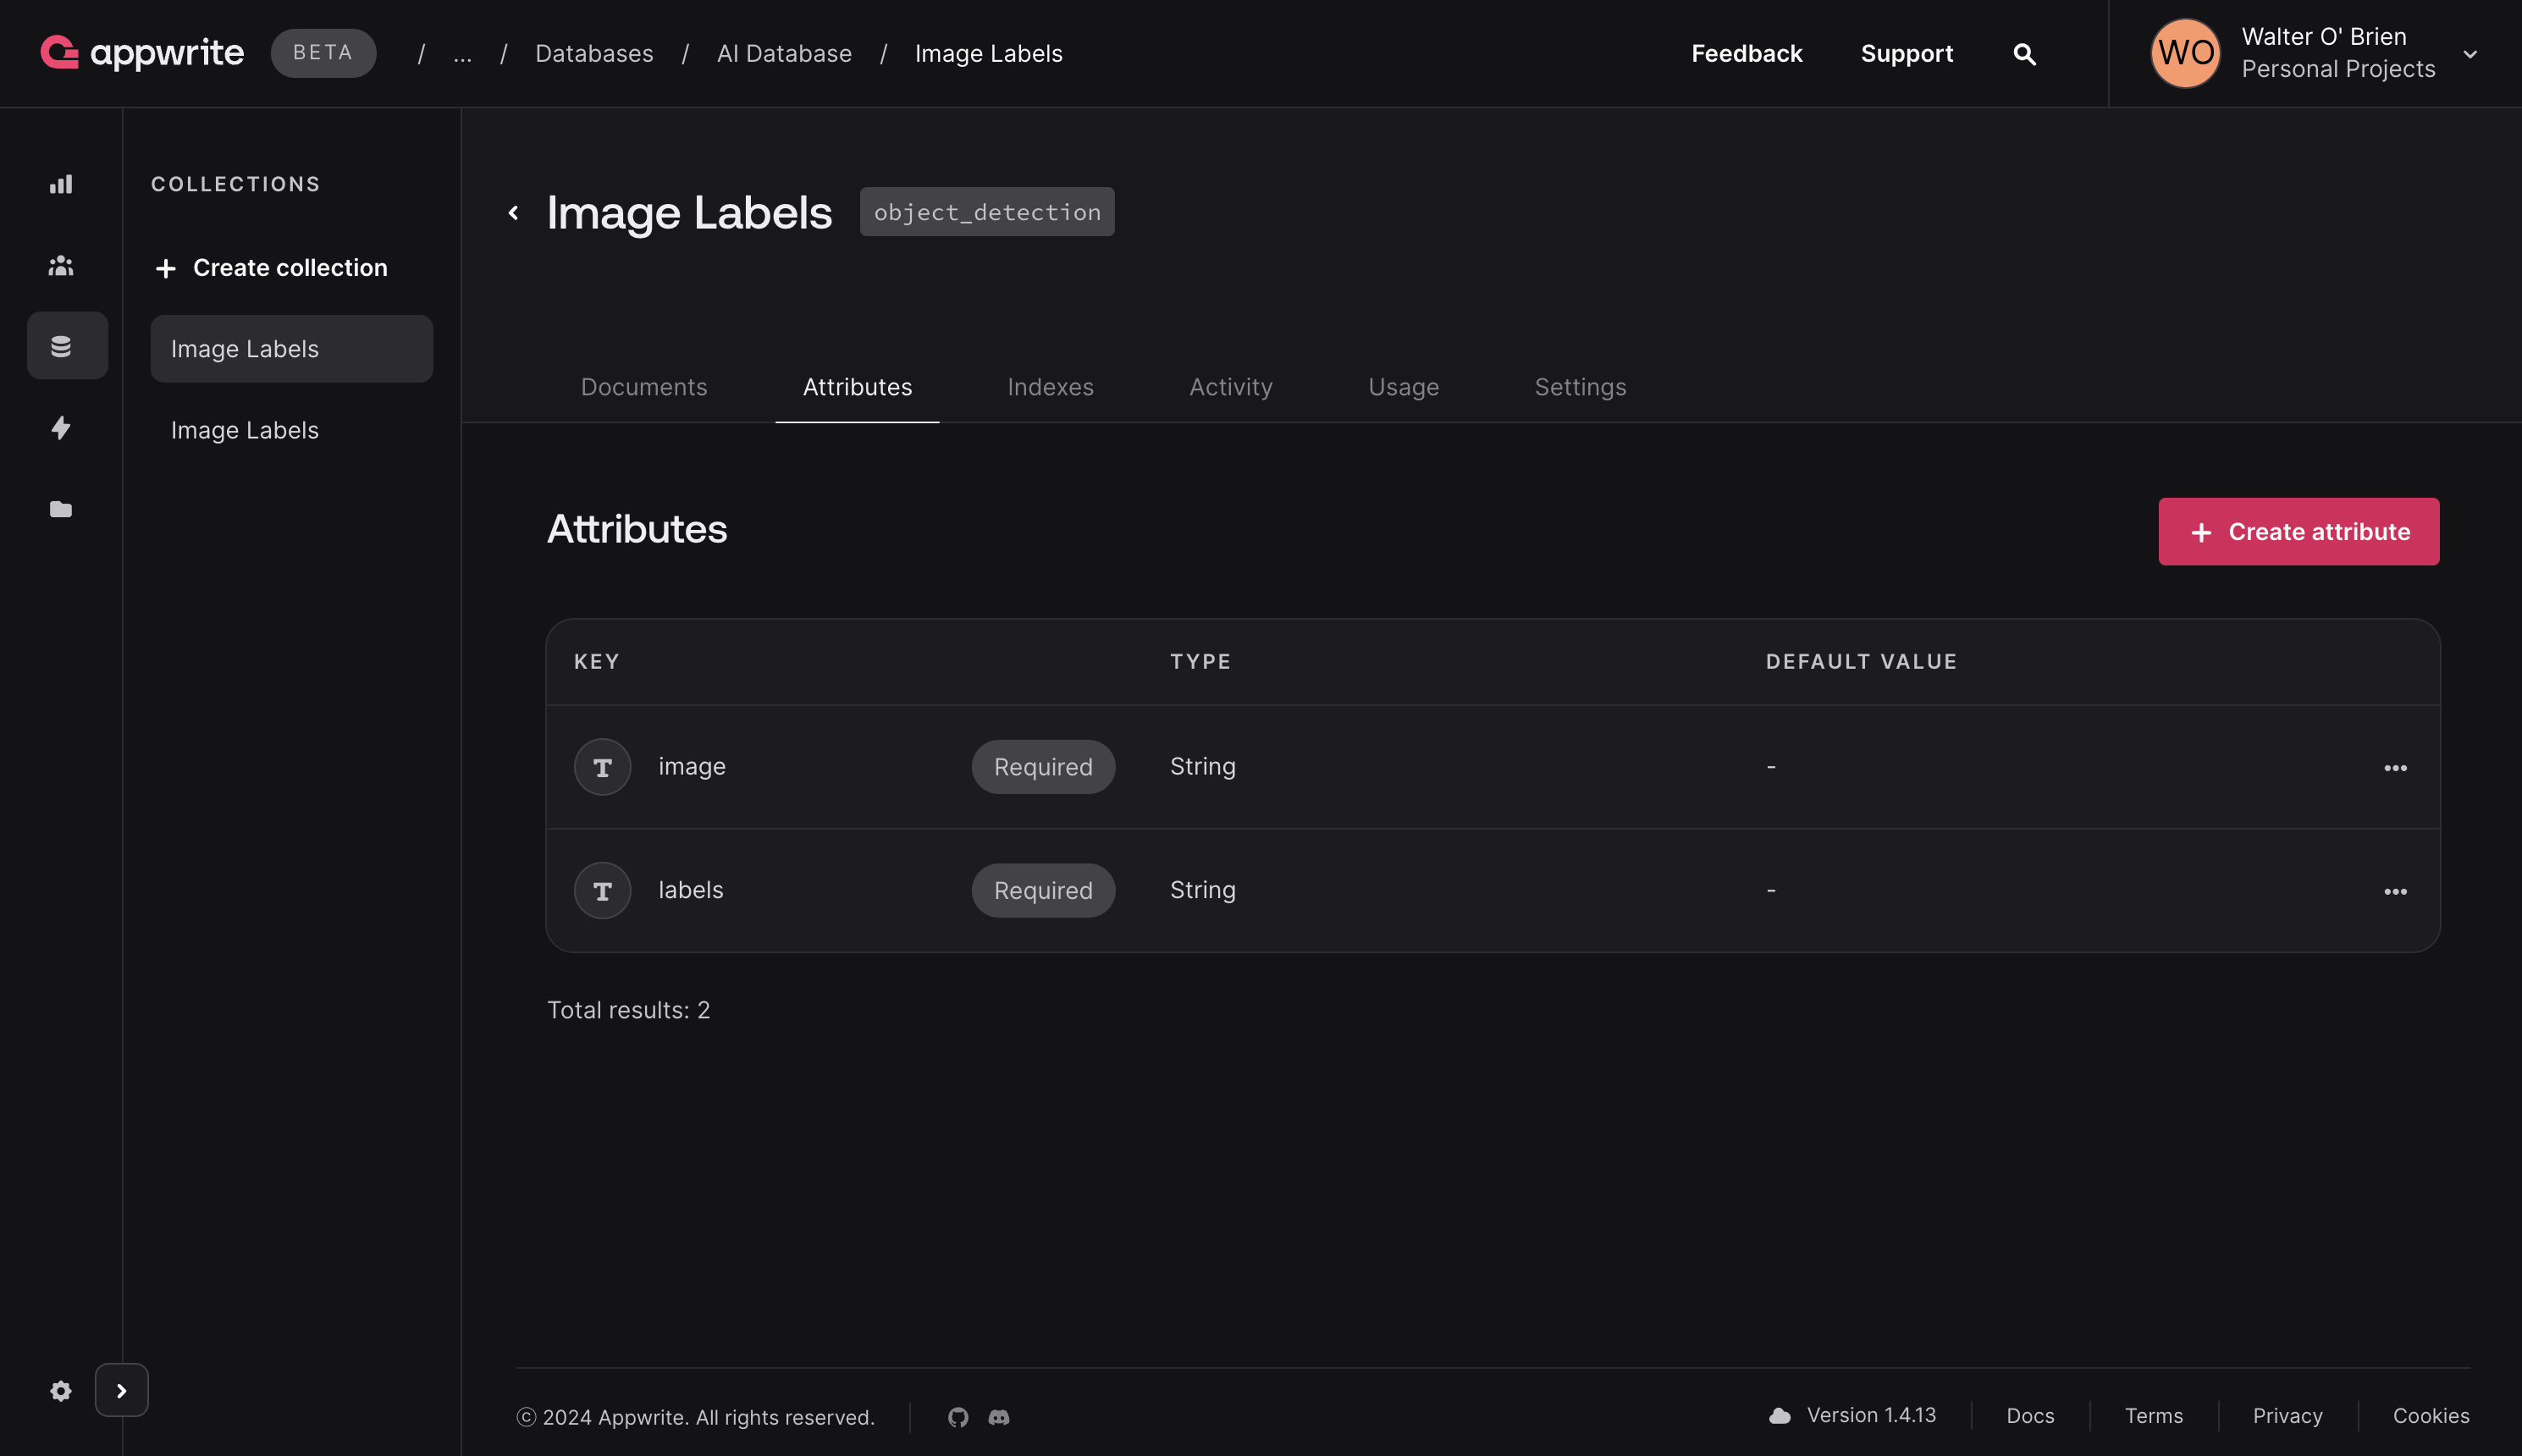 appwrite BETA / ... / Databases / AI Database / Image Labels Feedback Support WO Walter O' Brien
Personal Projects
COLLECTIONS
Create collection
Image Labels
Image Labels
Image Labels object_detection
Documents Attributes Indexes Activity Usage Settings
Attributes
Create attribute
KEY TYPE DEFAULT VALUE
T image Required String -
T labels Required String -
Total results: 2
© 2024 Appwrite. All rights reserved. Version 1.4.13 Docs Terms Privacy Cookies